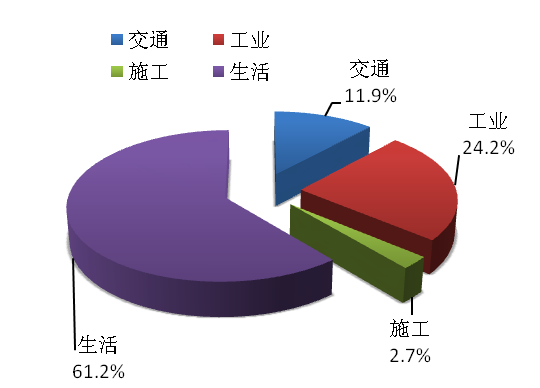 交通 工业
施工 生活
交通
11.9%
工业
24.2%
施工
2.7%
生活
61.2%